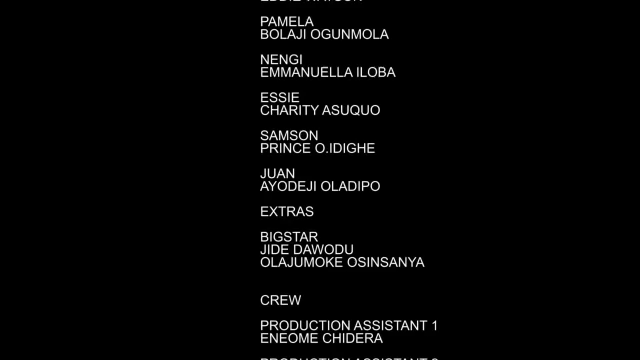 PAMELA
BOLAJI OGUNMOLA
NENGI
EMMANUELLA ILOBA
ESSIE
CHARITY ASUQUO
SAMSON
PRINCE O.IDIGHE
JUAN
AYODEJI OLADIPO
EXTRAS
BIGSTAR
JIDE DAWODU
OLAJUMOKE OSINSANYA
CREW
PRODUCTION ASSISTANT 1
ENEOME CHIDERA